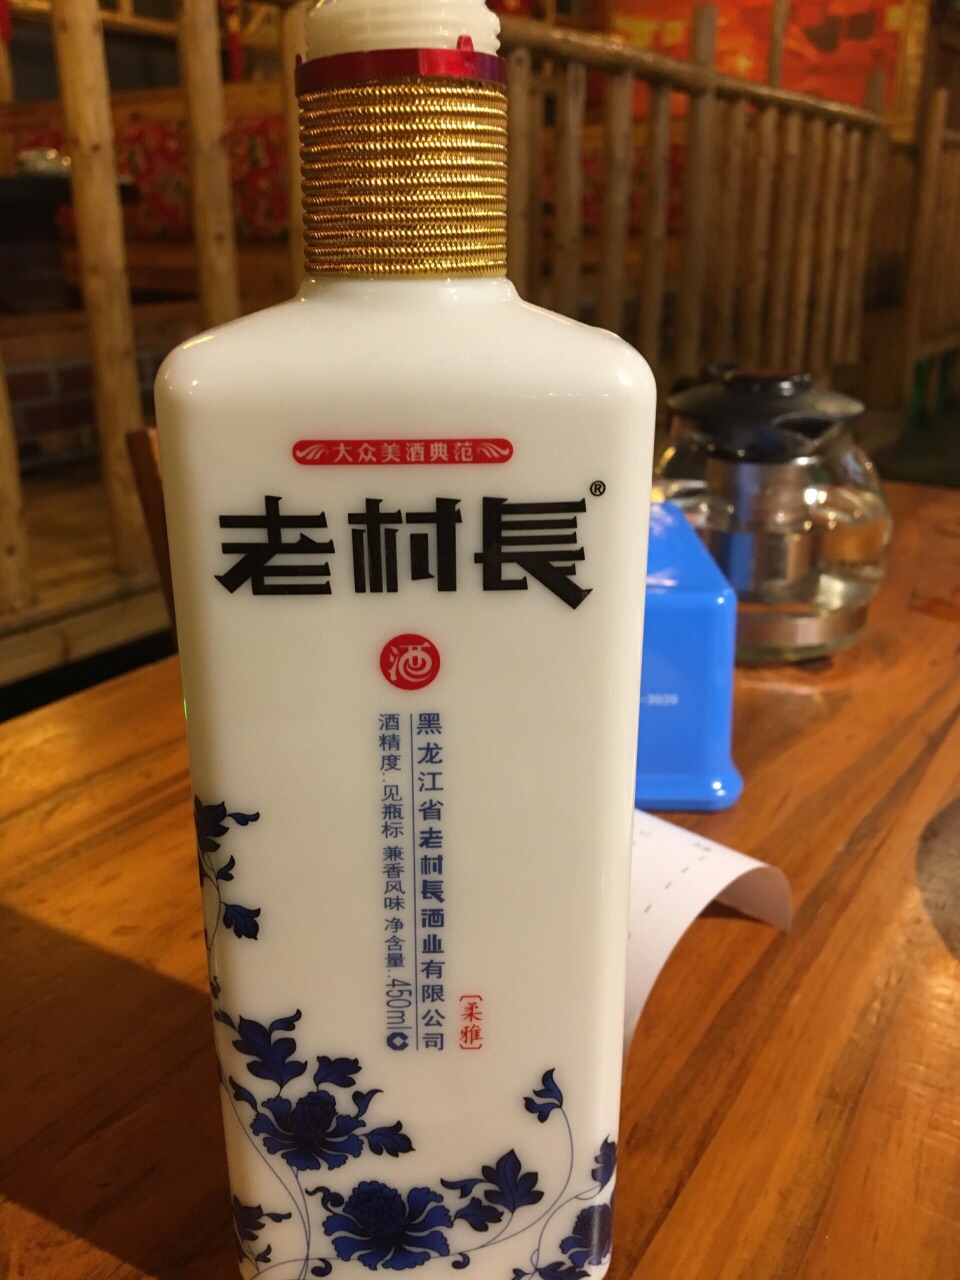 大众美酒典范
老村長®
酒
黑龙江省老村長酒业有限公司
酒精度:见瓶标 兼香风味 净含量:450ml C
[柔雅]
-3939